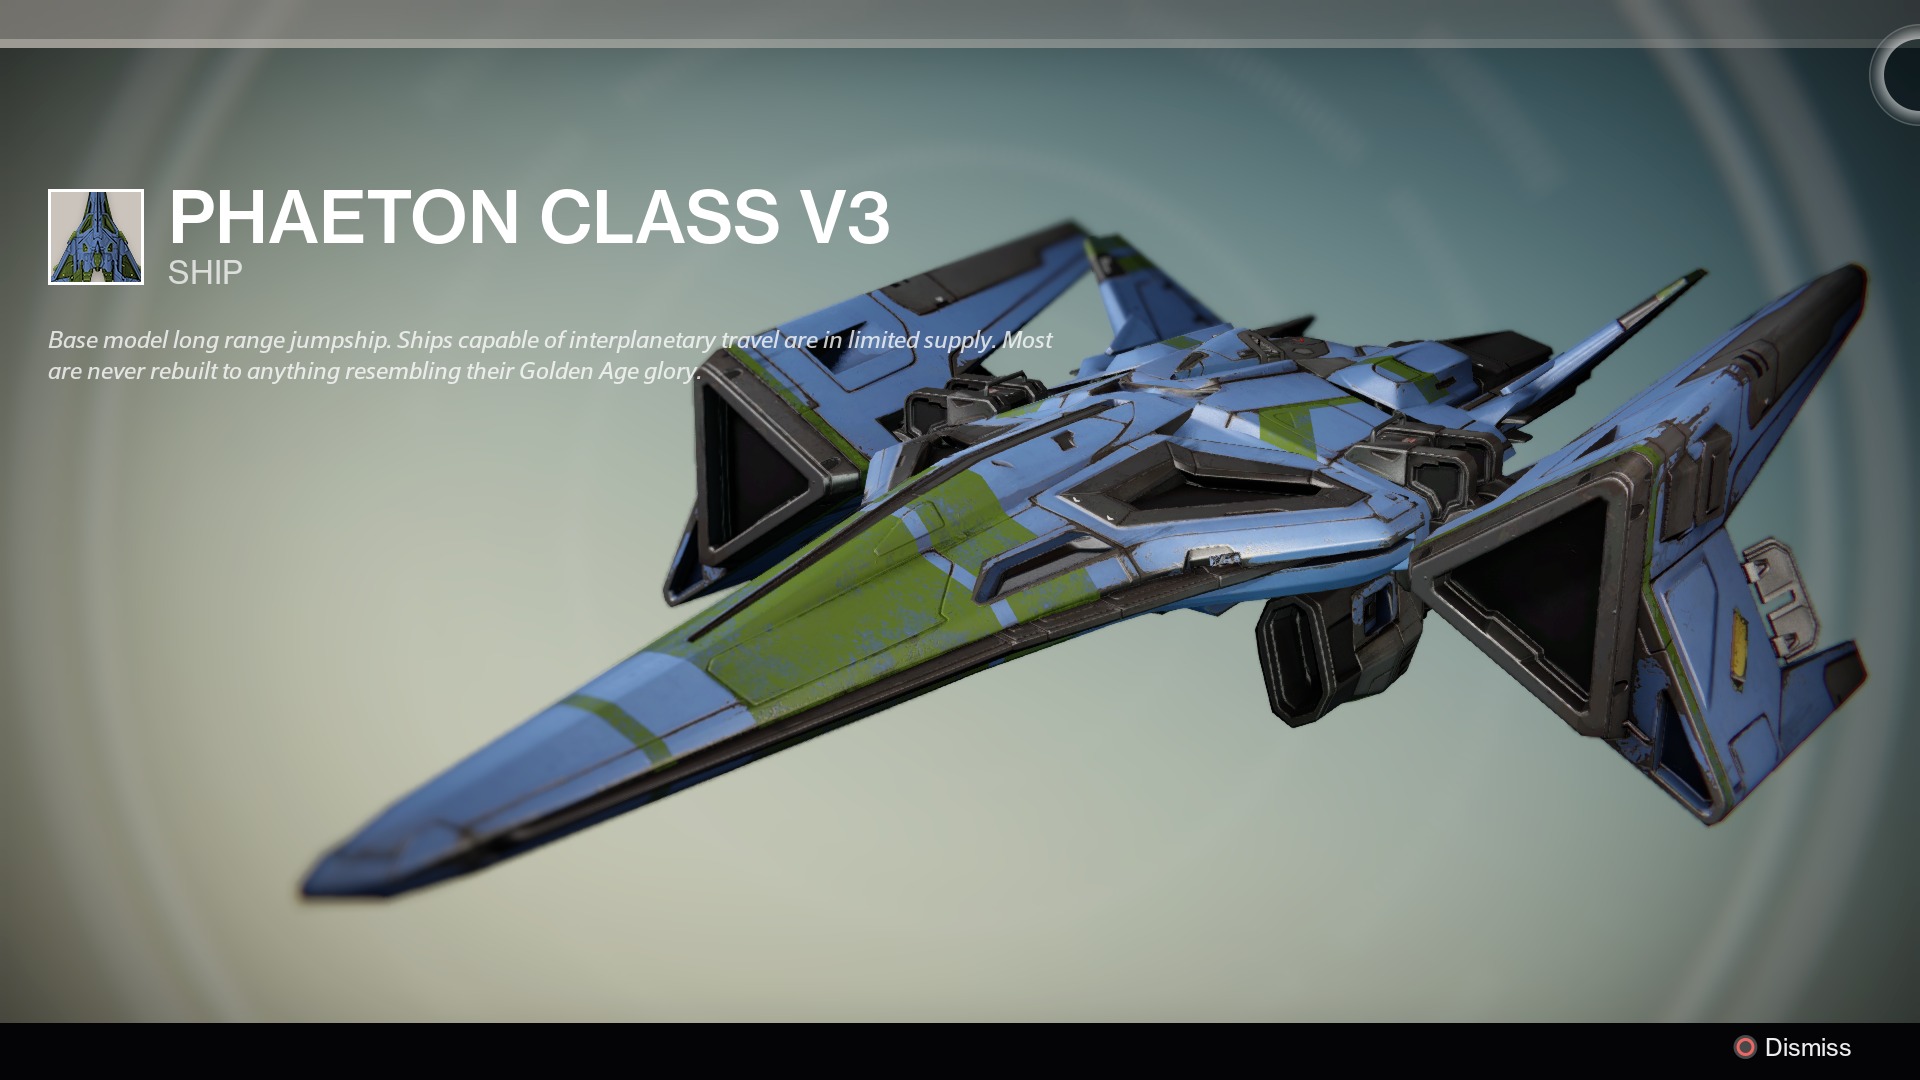 PHAETON CLASS V3
SHIP
Base model long range jumpship. Ships capable of interplanetary travel are in limited supply. Most
are never rebuilt to anything resembling their Golden Age glory.
Dismiss